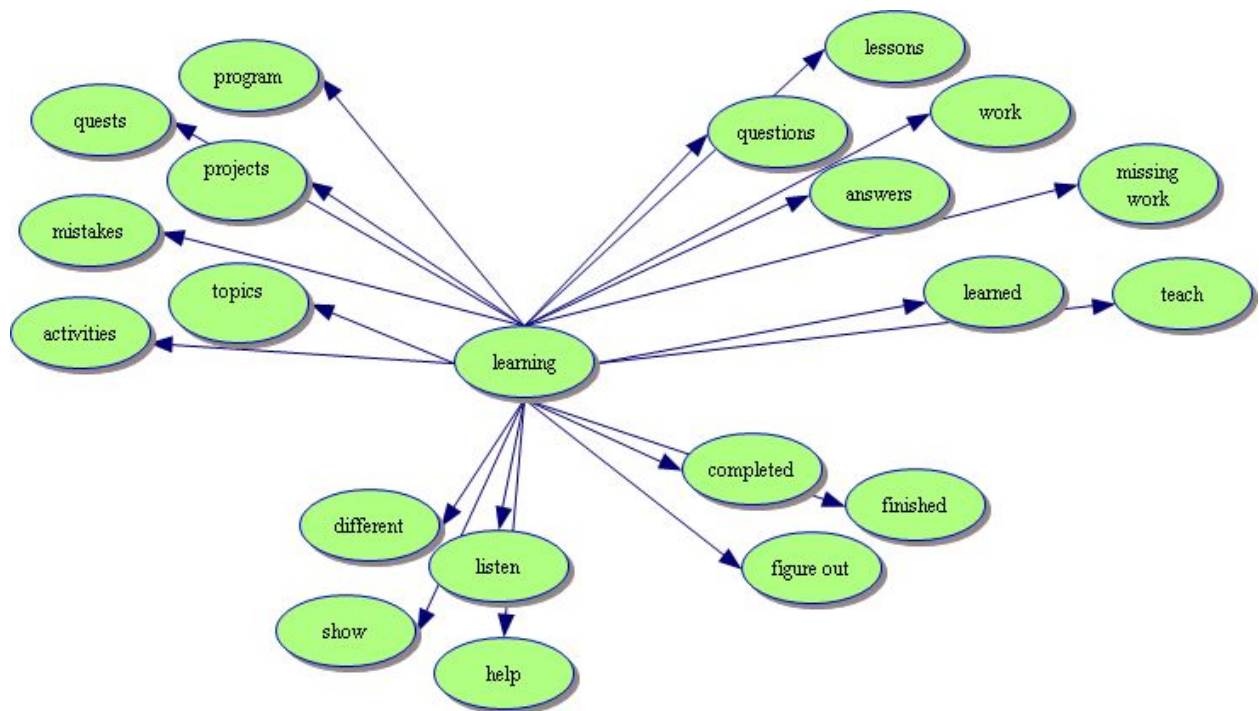 lessons
program
work
quests
questions
projects
missing
work
answers
mistakes
topics
learned
teach
activities
learning
completed
finished
different
listen
figure out
show
help